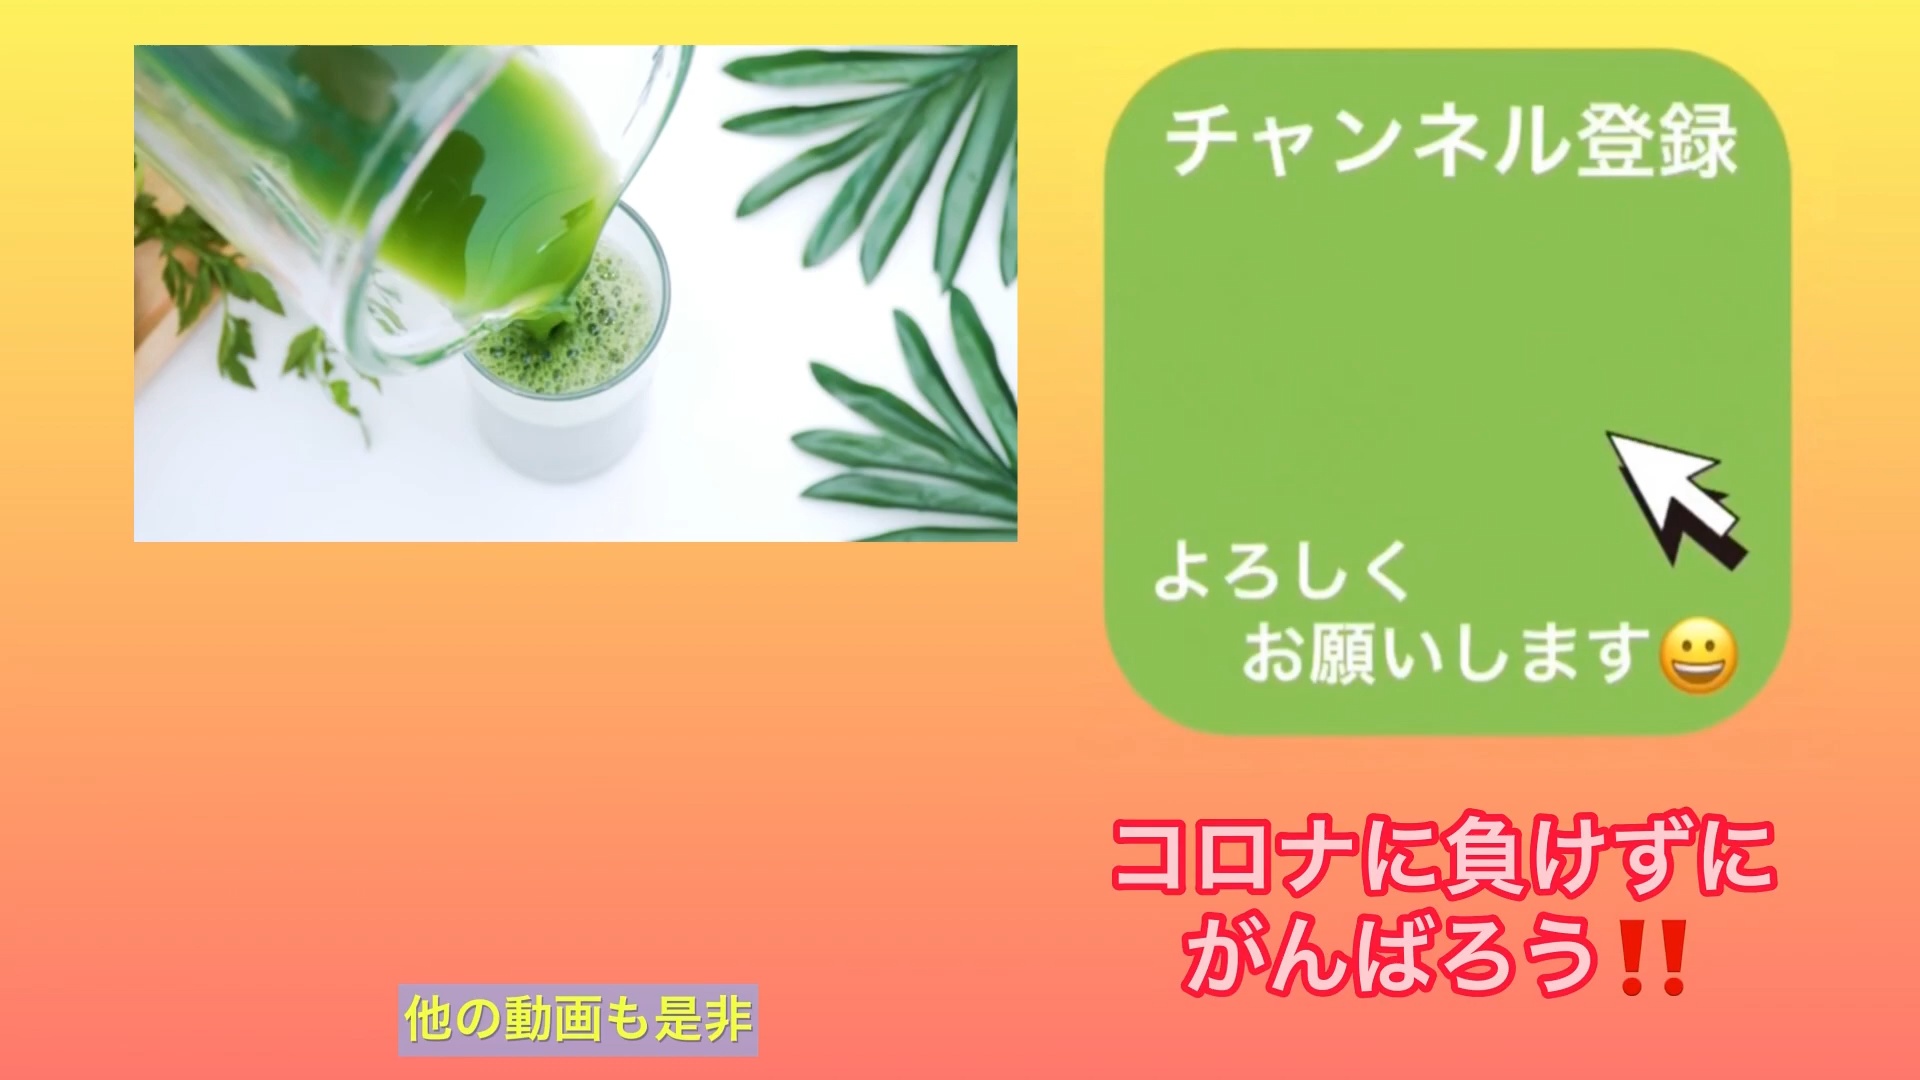 チャンネル登録
よろしく
お願いします😀
コロナに負けずに
がんばろう‼️
他の動画も是非